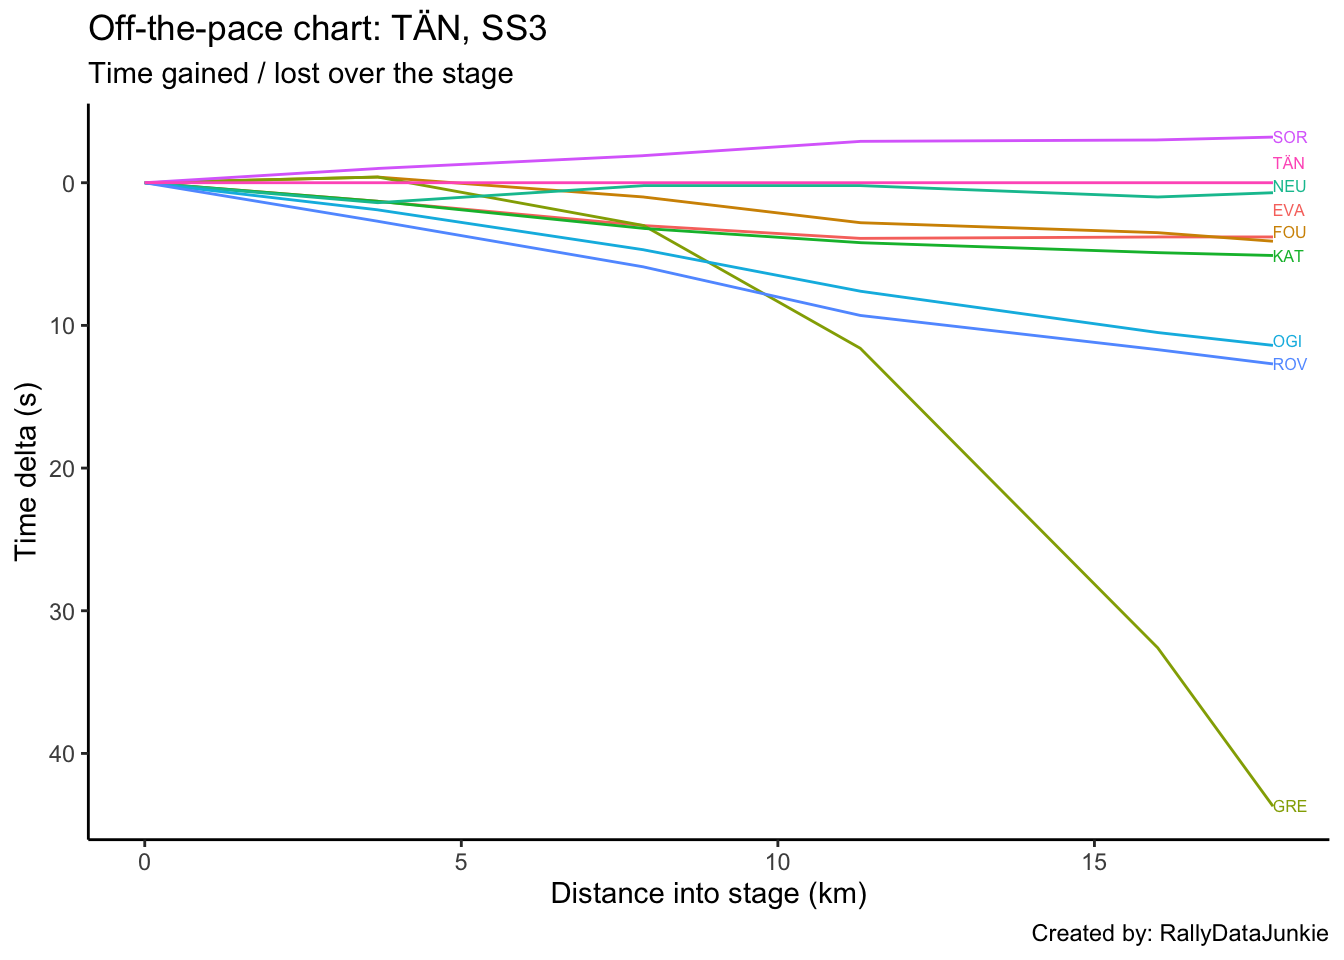 Off-the-pace chart: TÄN, SS3
Time gained / lost over the stage
SOR
TÄN
NEU
EVA
FOU
KAT
OGI
ROV
GRE
0
10
20
30
40
Time delta (s)
0 5 10 15
Distance into stage (km)
Created by: RallyDataJunkie